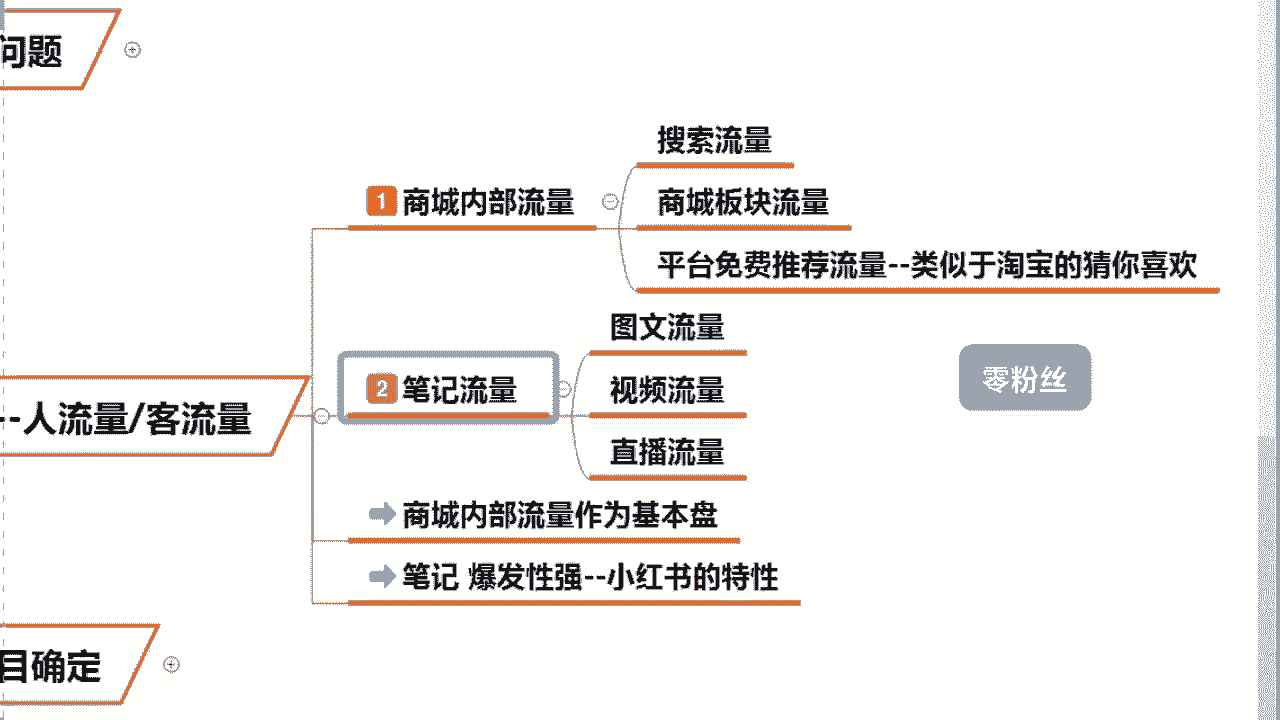 问题
搜索流量
1 商城内部流量
商城板块流量
平台免费推荐流量--类似于淘宝的猜你喜欢
图文流量
2 笔记流量
视频流量
零粉丝
--人流量/客流量
直播流量
商城内部流量作为基本盘
笔记 爆发性强--小红书的特性
目确定